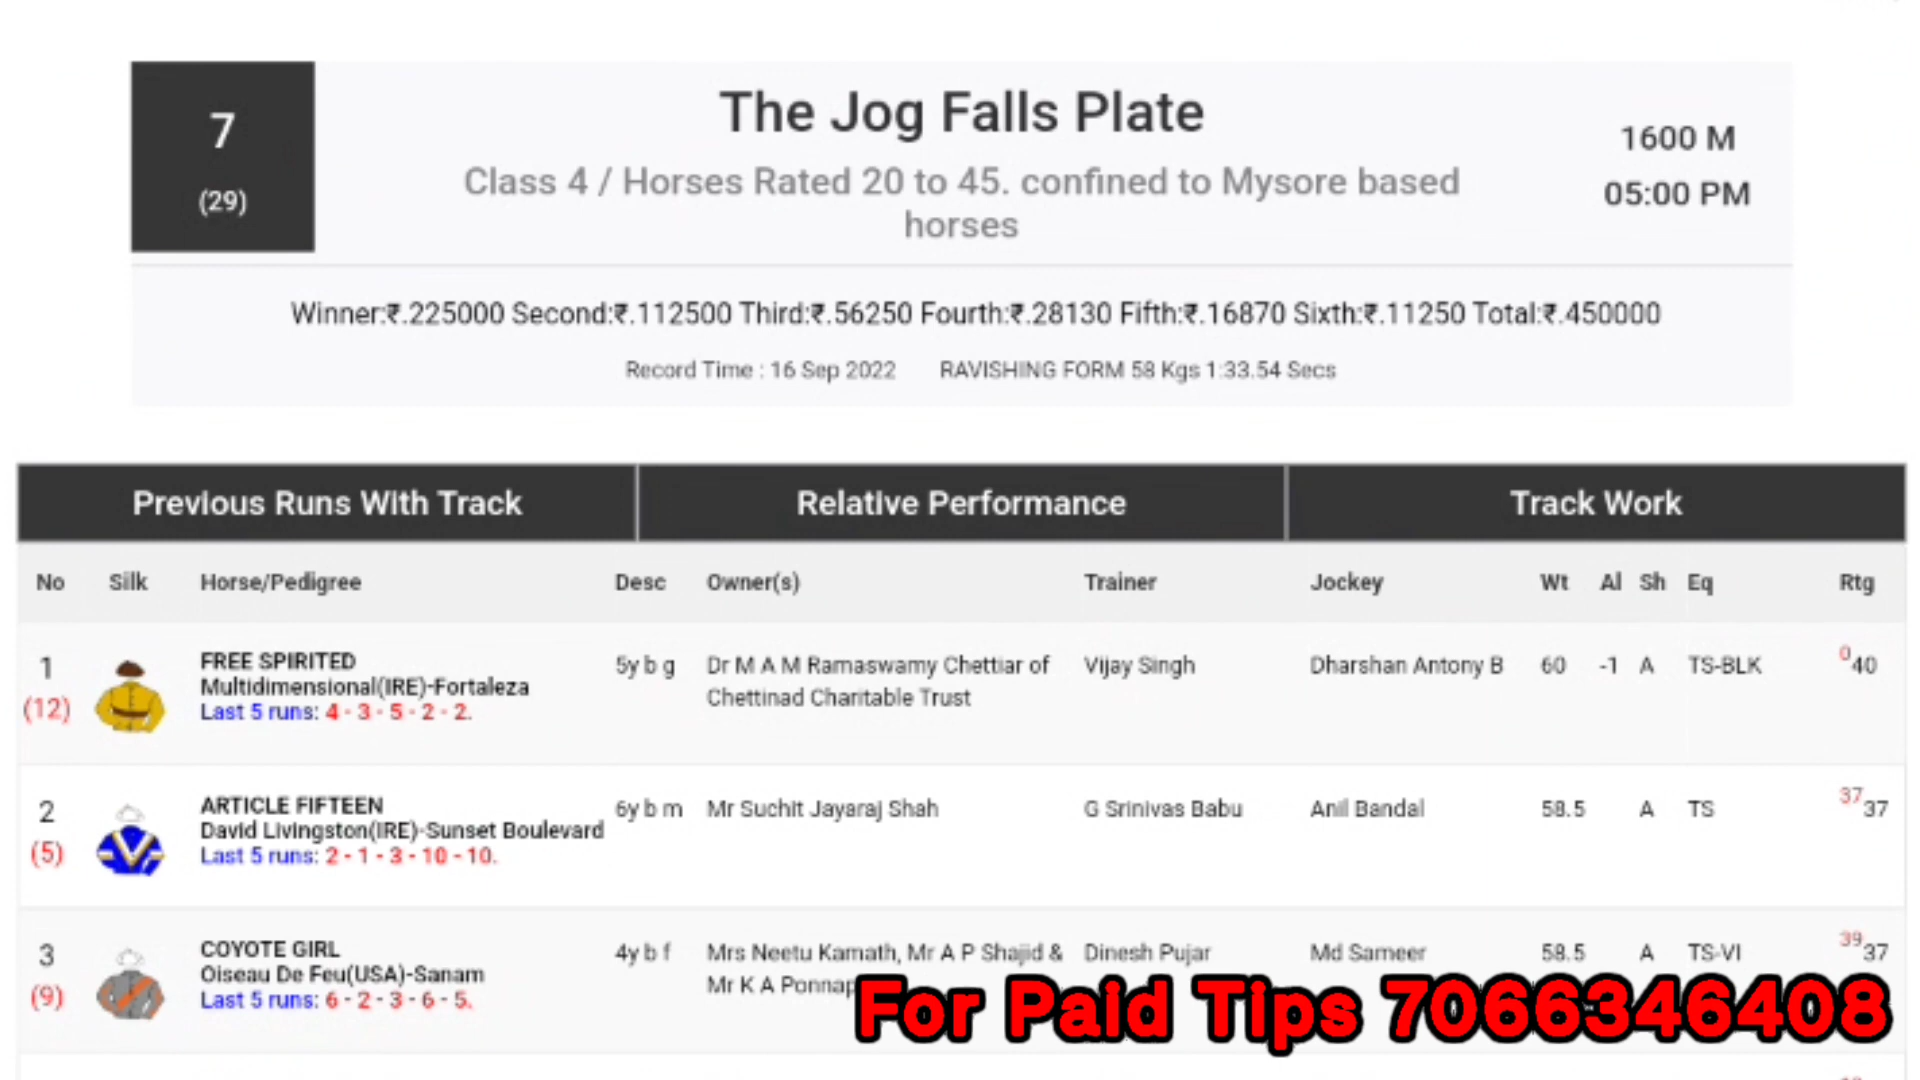 7
(29)
The Jog Falls Plate
Class 4 / Horses Rated 20 to 45. confined to Mysore based
horses
1600 M
05:00 PM
Winner:₹.225000 Second:₹.112500 Third:₹.56250 Fourth:₹.28130 Fifth:₹.16870 Sixth:₹.11250 Total:₹.450000
Record Time : 16 Sep 2022 RAVISHING FORM 58 Kgs 1:33.54 Secs
Previous Runs With Track Relative Performance Track Work
No Silk Horse/Pedigree Desc Owner(s) Trainer Jockey Wt Al Sh Eq Rtg
1 FREE SPIRITED 5y b g Dr M A M Ramaswamy Chettiar of Vijay Singh Dharshan Antony B 60 -1 A TS-BLK 0 40
Multidimensional(IRE)-Fortaleza Chettinad Charitable Trust
(12) Last 5 runs: 4 - 3 - 5 - 2 - 2.
2 ARTICLE FIFTEEN 6y b m Mr Suchit Jayaraj Shah G Srinivas Babu Anil Bandal 58.5 A TS 37 37
David Livingston(IRE)-Sunset Boulevard
(5) Last 5 runs: 2 - 1 - 3 - 10 - 10.
3 COYOTE GIRL 4y b f Mrs Neetu Kamath, Mr A P Shajid & Dinesh Pujar Md Sameer 58.5 A TS-VI 39 37
Oiseau De Feu(USA)-Sanam Mr K A
(9) Last 5 runs: 6 - 2 - 3 - 6 - 5.
For Paid Tips 7066346408